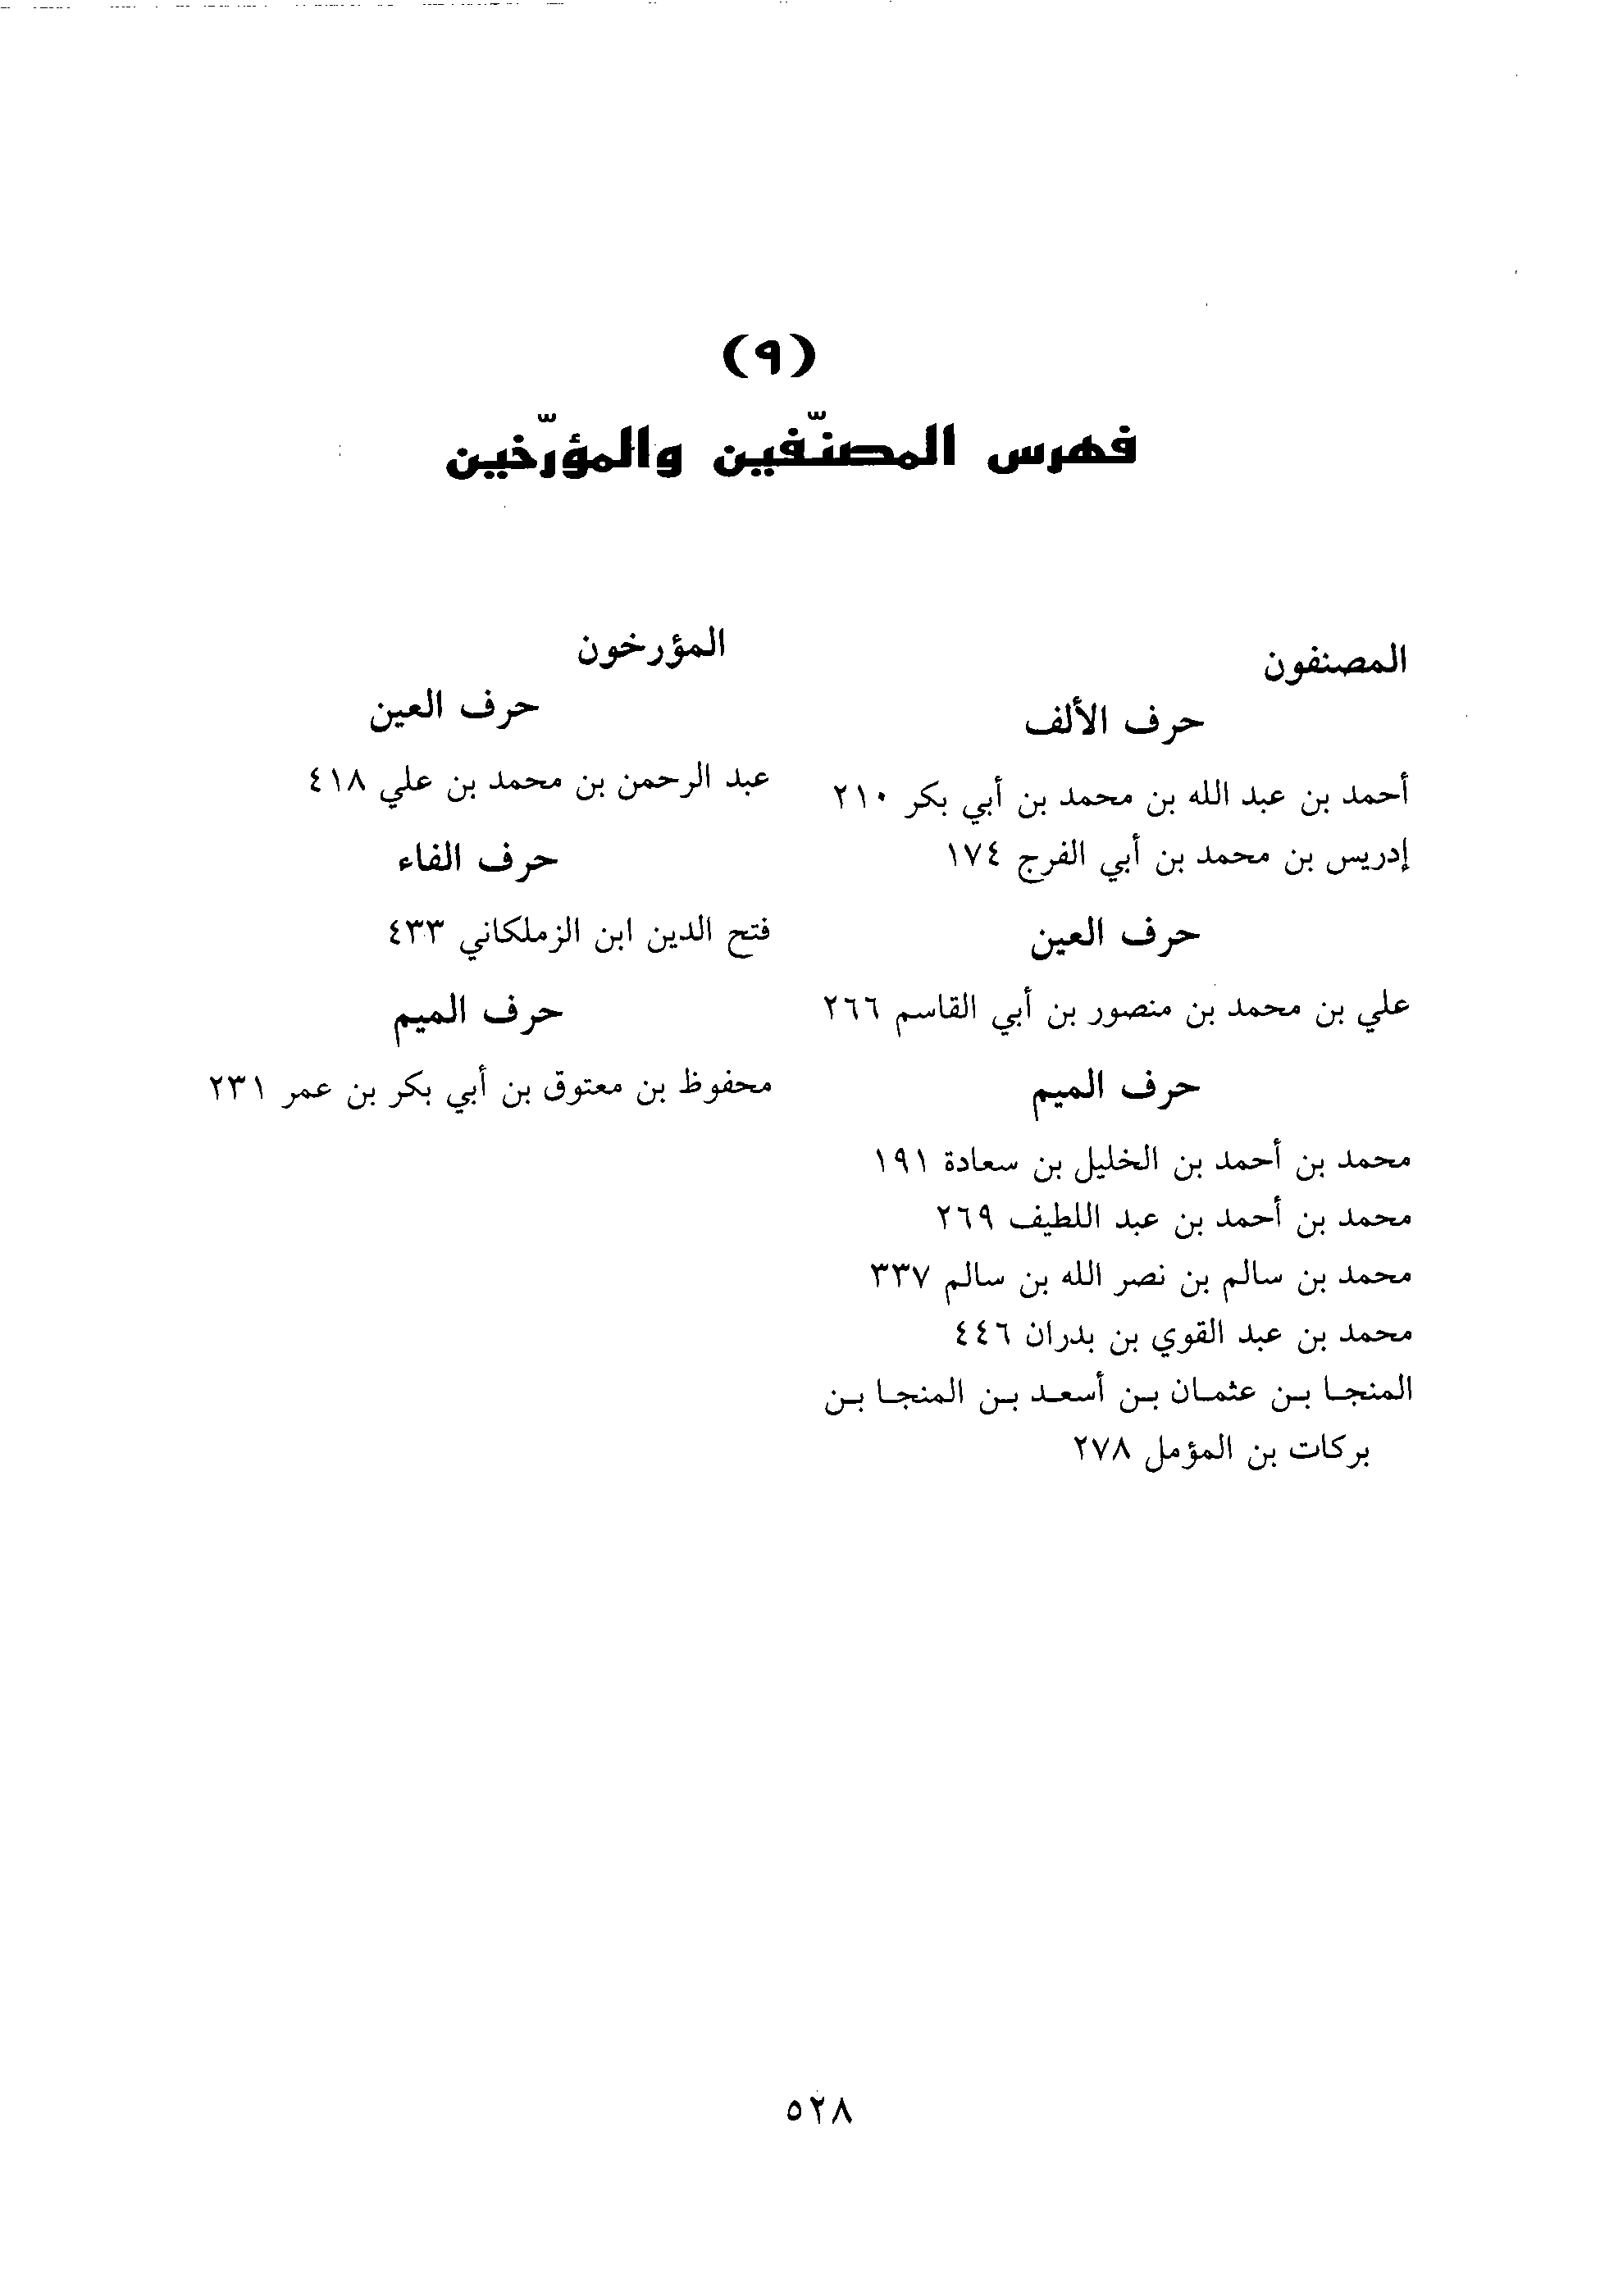 (٩)
فهرس المصنّفين والمؤرّخين
المصنفون
حرف الألف
أحمد بن عبد الله بن محمد بن أبي بكر ٢١٠
إدريس بن محمد بن أبي الفرج ١٧٤
حرف العين
علي بن محمد بن منصور بن أبي القاسم ٢٦٦
حرف الميم
محمد بن أحمد بن الخليل بن سعادة ١٩١
محمد بن أحمد بن عبد اللطيف ٢٦٩
محمد بن سالم بن نصر الله بن سالم ٣٣٧
محمد بن عبد القوي بن بدران ٤٤٦
المنجا بن عثمان بن أسعد بن المنجا بن
بركات بن المؤمل ٢٧٨
المؤرخون
حرف العين
عبد الرحمن بن محمد بن علي ٤١٨
حرف الفاء
فتح الدين ابن الزملكاني ٤٣٣
حرف الميم
محفوظ بن معتوق بن أبي بكر بن عمر ٢٣١
٥٢٨